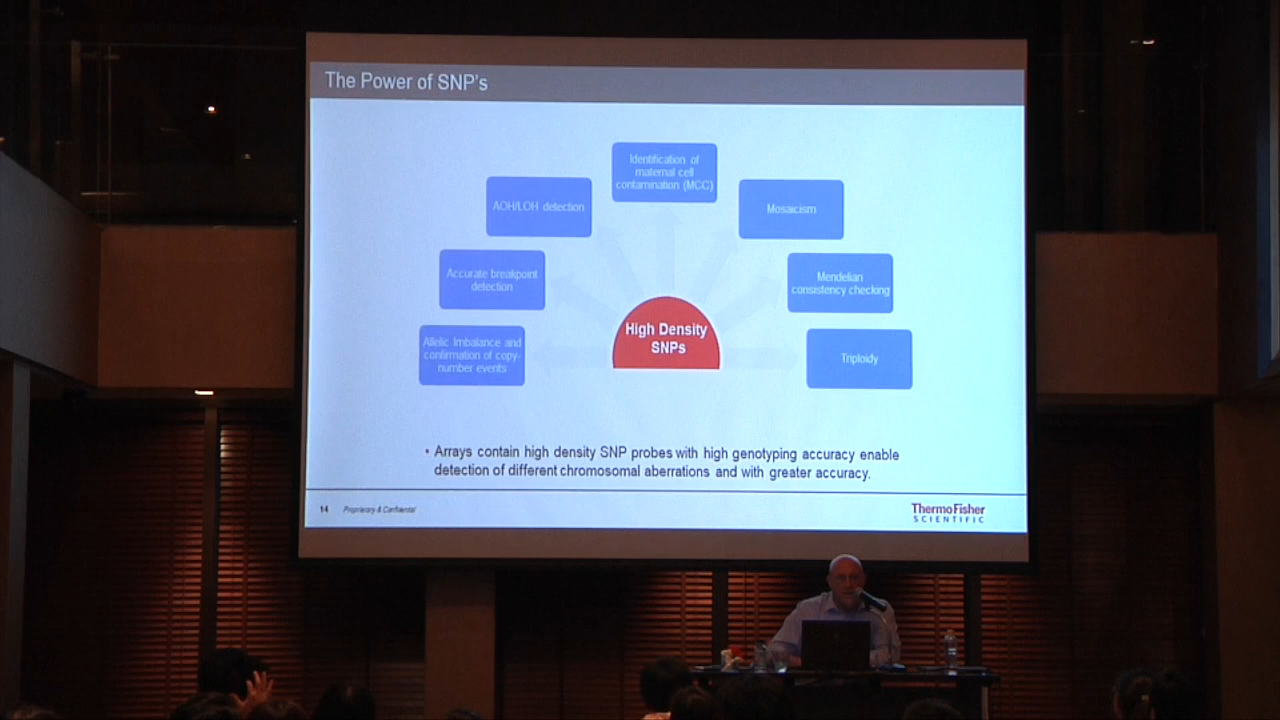 The Power of SNP's
Identification of
maternal cell
contamination (MCC)
AOH/LOH detection
Mosaicism
Accurate breakpoint
detection
Mendelian
consistency checking
Allelic Imbalance and
confirmation of copy-
number events
High Density
SNPs
Triploidy
• Arrays contain high density SNP probes with high genotyping accuracy enable
detection of different chromosomal aberrations and with greater accuracy.
14 Proprietary & Confidential
ThermoFisher
SCIENTIFIC